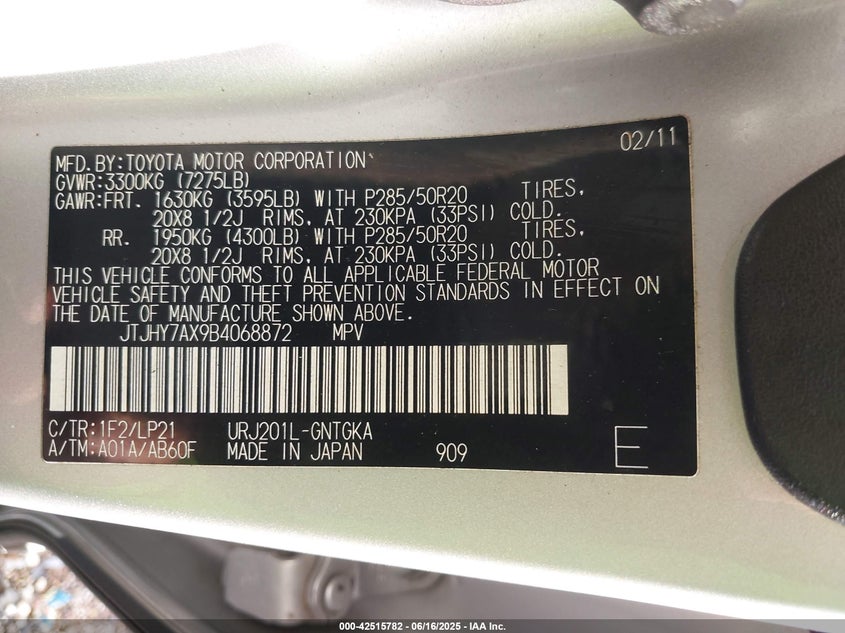 02/11
MFD.BY:TOYOTA MOTOR CORPORATION
GVWR:3300KG (7275LB)
GAWR:FRT. 1630KG (3595LB) WITH P285/50R20 TIRES,
20X8 1/2J RIMS, AT 230KPA (33PSI) COLD.
RR. 1950KG (4300LB) WITH P285/50R20 TIRES,
20X8 1/2J RIMS, AT 230KPA (33PSI) COLD.
THIS VEHICLE CONFORMS TO ALL APPLICABLE FEDERAL MOTOR
VEHICLE SAFETY AND THEFT PREVENTION STANDARDS IN EFFECT ON
THE DATE OF MANUFACTURE SHOWN ABOVE.
JTJHY7AX9B4068872 MPV
C/TR:1F2/LP21 URJ201L-GNTGKA
A/TM:A01A/AB60F MADE IN JAPAN 909 E
000-42515782 - 06/16/2025 - IAA Inc.